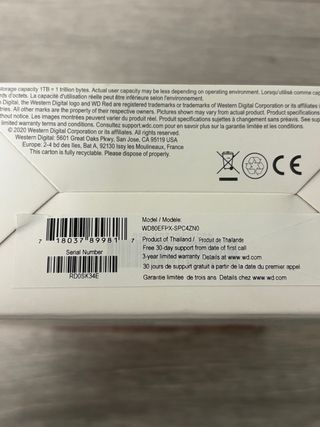 storage capacity 1TB = 1 trillion bytes. Actual user capacity may be less depending on operating environment. Lorsqu'utilisé comme cap
ards d'octets. La capacité d'utilisation réelle peut être inférieure selon l'environnement.
n Digital, the Western Digital logo and WD Red are registered trademarks or trademarks of Western Digital Corporation or its
tries. All other marks are the property of their respective owners. Pictures shown may vary from actual product. Product specifications
without notice. Les images montrées peuvent varier du produit. Produit specifications sujettes à changement sans préavis. See
limited warranty terms and conditions. Consultez support.wdc.com pour en savoir plus sur la garantie limitée et les conditions
© 2020 Western Digital Corporation or its affiliates. All rights reserved.
Western Digital: 5601 Great Oaks Pkwy, San Jose, CA 95119 USA
Europe: 2-4 bd des Iles, Bat A, 92130 Issy les Moulineaux, France
This carton is fully recyclable. Please dispose of properly.
CE
7 18037 89981 7
Serial Number
RD0SK34E
Model / Modèle:
WD80EFPX-SPC4ZN0
Product of Thailand / Produit de Thaïlande
Free 30-day support from date of first call
3-year limited warranty. Details at www.wd.com
30 jours de support gratuit à partir de la date du premier appel.
Garantie limitée de trois ans. Détails chez www.wd.com.